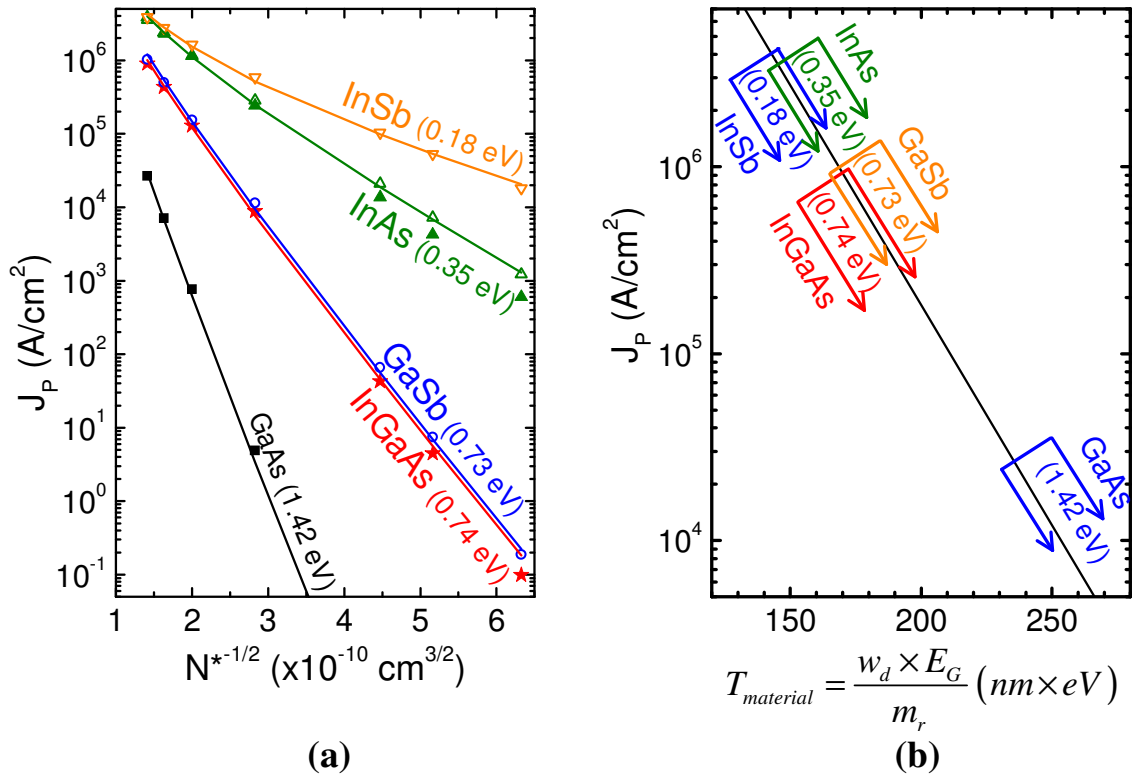 10^6
10^5
10^4
10^3
10^2
10^1
10^0
10^-1
J_P (A/cm^2)
InSb (0.18 eV)
InAs (0.35 eV)
GaSb (0.73 eV)
InGaAs (0.74 eV)
GaAs (1.42 eV)
1 2 3 4 5 6
N*^-1/2 (x10^-10 cm^3/2)
(a)
10^6
10^5
10^4
J_P (A/cm^2)
InAs
(0.35 eV)
(0.18 eV)
InSb
GaSb
(0.73 eV)
(0.74 eV)
InGaAs
GaAs
(1.42 eV)
150 200 250
T_material = w_d × E_G / m_r (nm × eV)
(b)